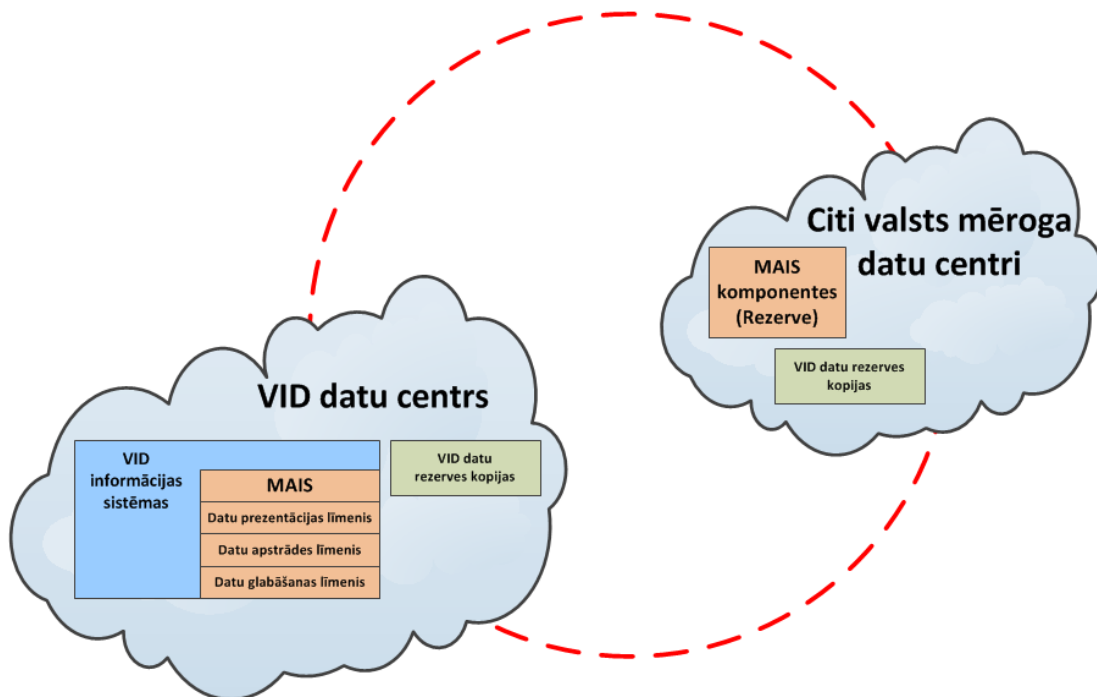 Citi valsts mēroga
datu centri
MAIS
komponentes
(Rezerve)
VID datu rezerves
kopijas
VID datu centrs
VID
informācijas
sistēmas
MAIS
Datu prezentācijas līmenis
Datu apstrādes līmenis
Datu glabāšanas līmenis
VID datu
rezerves kopijas